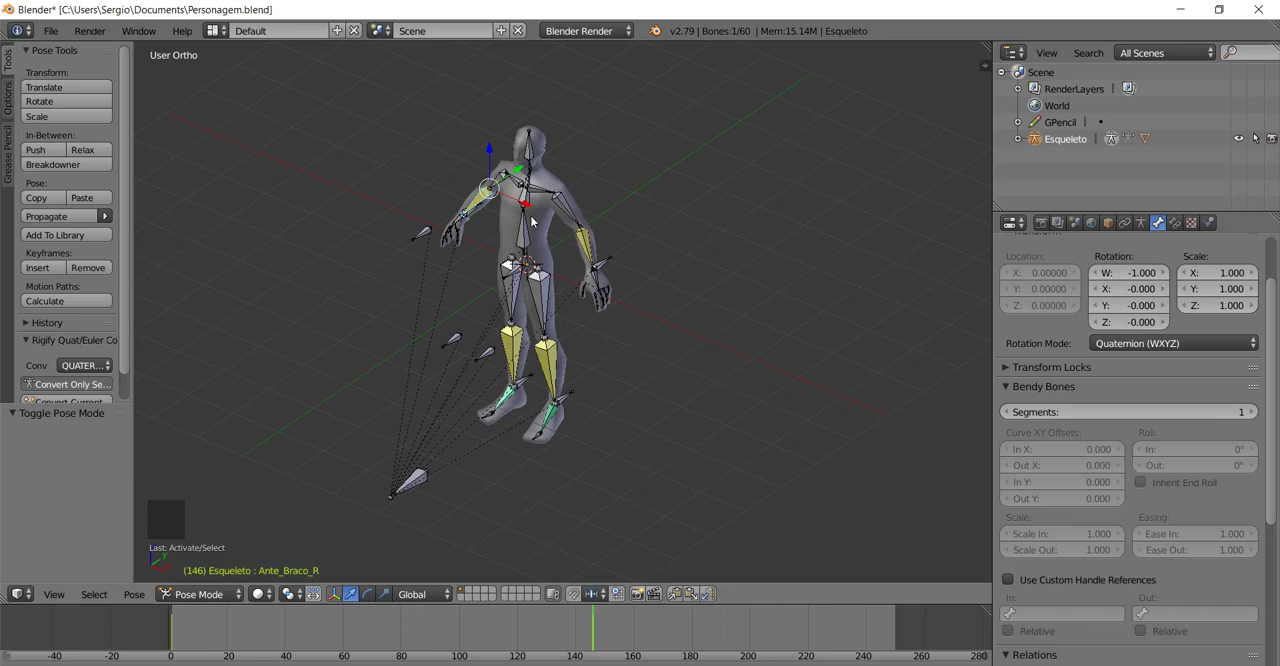 Blender* [C:\Users\Sergio\Documents\Personagem.blend]
File Render Window Help Default Scene Blender Render v2.79 | Bones:1/60 | Mem:15.14M | Esqueleto
Tools
Options
Grease Pencil
Pose Tools
Transform:
Translate
Rotate
Scale
In-Between:
Push Relax
Breakdowner
Pose:
Copy Paste
Propagate
Add To Library
Keyframes:
Insert Remove
Motion Paths:
Calculate
History
Rigify Quat/Euler Co
Conv QUATER...
Convert Only Se...
Convert Current
Toggle Pose Mode
User Ortho
Last: Activate/Select
y
(146) Esqueleto : Ante_Braco_R
View Select Pose Pose Mode Global
-40 -20 0 20 40 60 80 100 120 140 160 180 200 220 240 260 280
View Search All Scenes
Scene
RenderLayers |
World
GPencil |
Esqueleto |
Location: Rotation: Scale:
X: 0.00000 W: -1.000 X: 1.000
Y: 0.00000 X: -0.000 Y: 1.000
Z: 0.00000 Y: -0.000 Z: 1.000
Z: -0.000
Rotation Mode: Quaternion (WXYZ)
Transform Locks
Bendy Bones
Segments: 1
Curve XY Offsets: Roll:
In X: 0.000 In: 0°
Out X: 0.000 Out: 0°
In Y: 0.000 Inherent End Roll
Out Y: 0.000
Scale: Easing:
Scale In: 1.000 Ease In: 1.000
Scale Out: 1.000 Ease Out: 1.000
Use Custom Handle References
In: Out:
Relative Relative
Relations